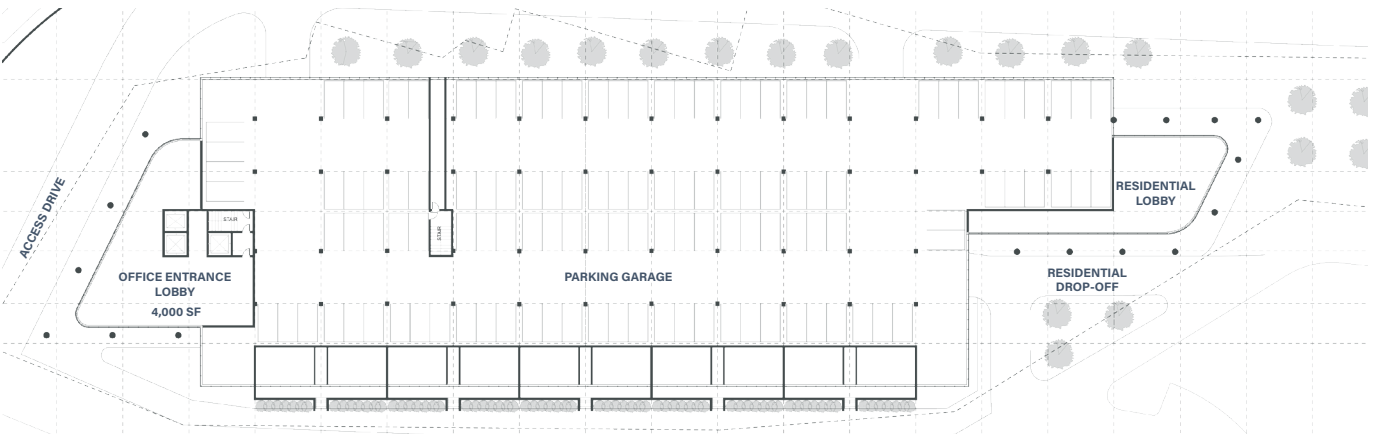 ACCESS DRIVE
STAIR
OFFICE ENTRANCE
LOBBY
4,000 SF
STAIR
PARKING GARAGE
RESIDENTIAL
LOBBY
RESIDENTIAL
DROP-OFF